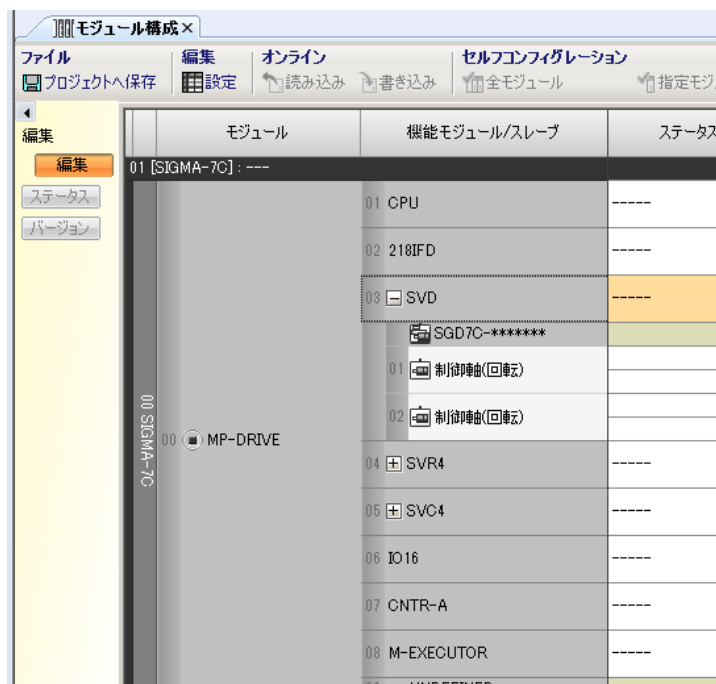 モジュール構成×
ファイル 編集 オンライン セルフコンフィグレーション
プロジェクトへ保存 設定 読み込み 書き込み 全モジュール 指定モジ
編集
編集
ステータス
バージョン
モジュール 機能モジュール/スレーブ ステータス
01 [SIGMA-7C] : ---
00 SIGMA-7C
00 MP-DRIVE
01 CPU -----
02 218IFD -----
03 SVD -----
SGD7C-*******
01 制御軸(回転)
02 制御軸(回転)
04 SVR4 -----
05 SVC4 -----
06 IO16 -----
07 CNTR-A -----
08 M-EXECUTOR -----